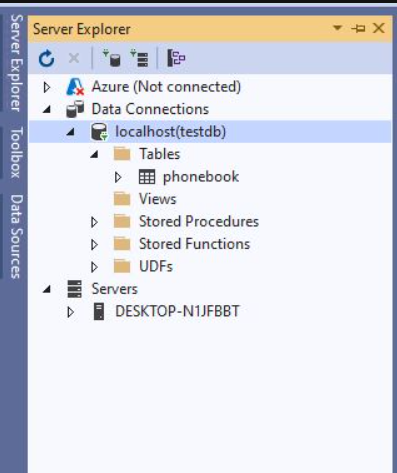 Server Explorer
Toolbox
Data Sources
Server Explorer
Azure (Not connected)
Data Connections
localhost(testdb)
Tables
phonebook
Views
Stored Procedures
Stored Functions
UDFs
Servers
DESKTOP-N1JFBBT